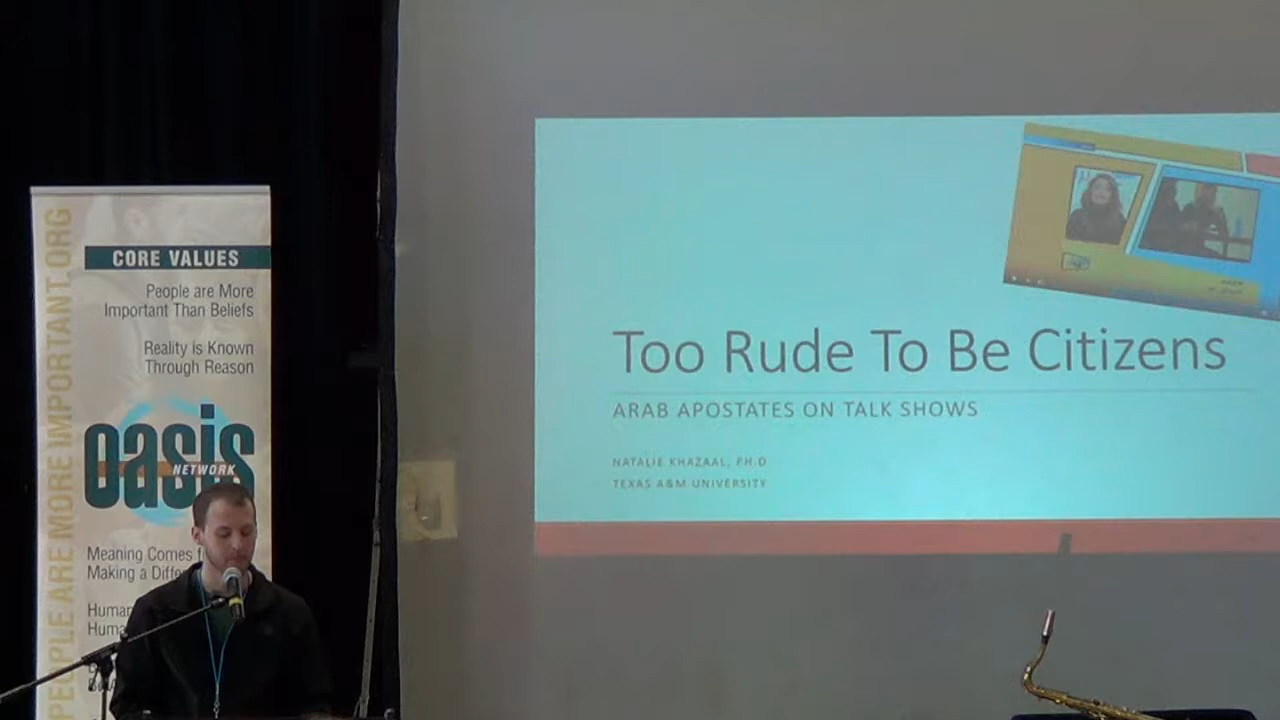 PEOPLE ARE MORE IMPORTANT.ORG
CORE VALUES
People are More
Important Than Beliefs
Reality is Known
Through Reason
oasis
NETWORK
Meaning Comes
Making a
Too Rude To Be Citizens
ARAB APOSTATES ON TALK SHOWS
NATALIE KHAZAAL, PH.D
TEXAS A&M UNIVERSITY